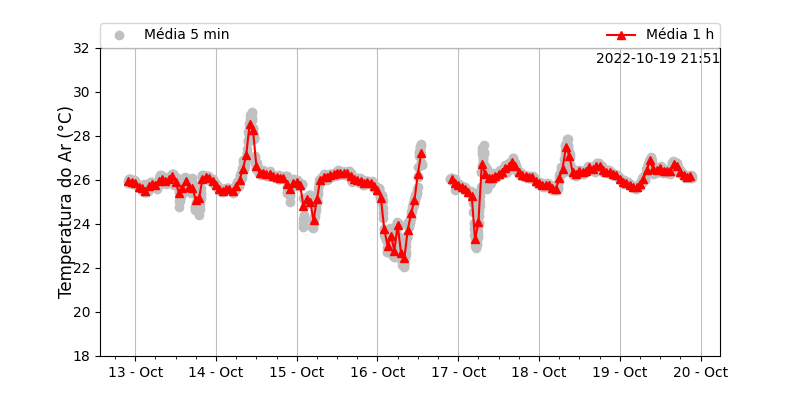 Média 5 min
Média 1 h
2022-10-19 21:51
Temperatura do Ar (°C)
32
30
28
26
24
22
20
18
13 - Oct
14 - Oct
15 - Oct
16 - Oct
17 - Oct
18 - Oct
19 - Oct
20 - Oct